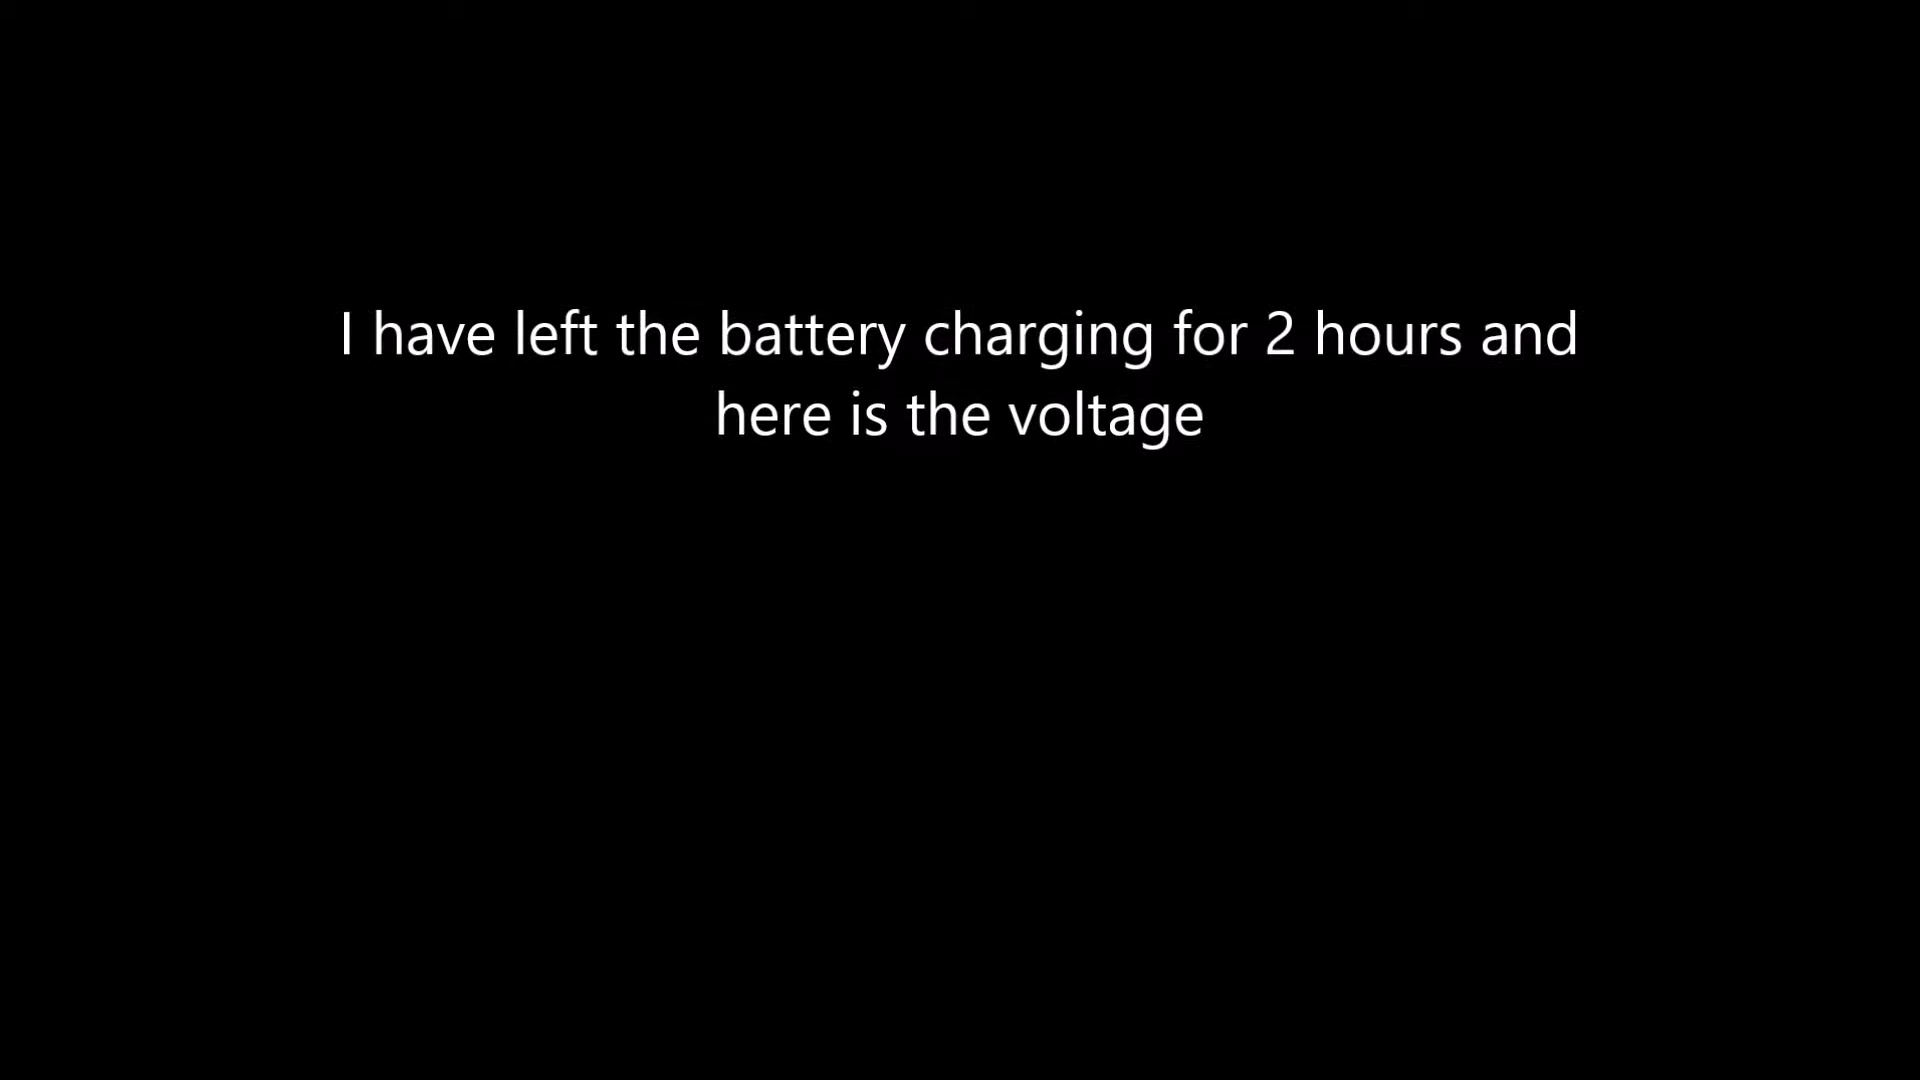 I have left the battery charging for 2 hours and
here is the voltage